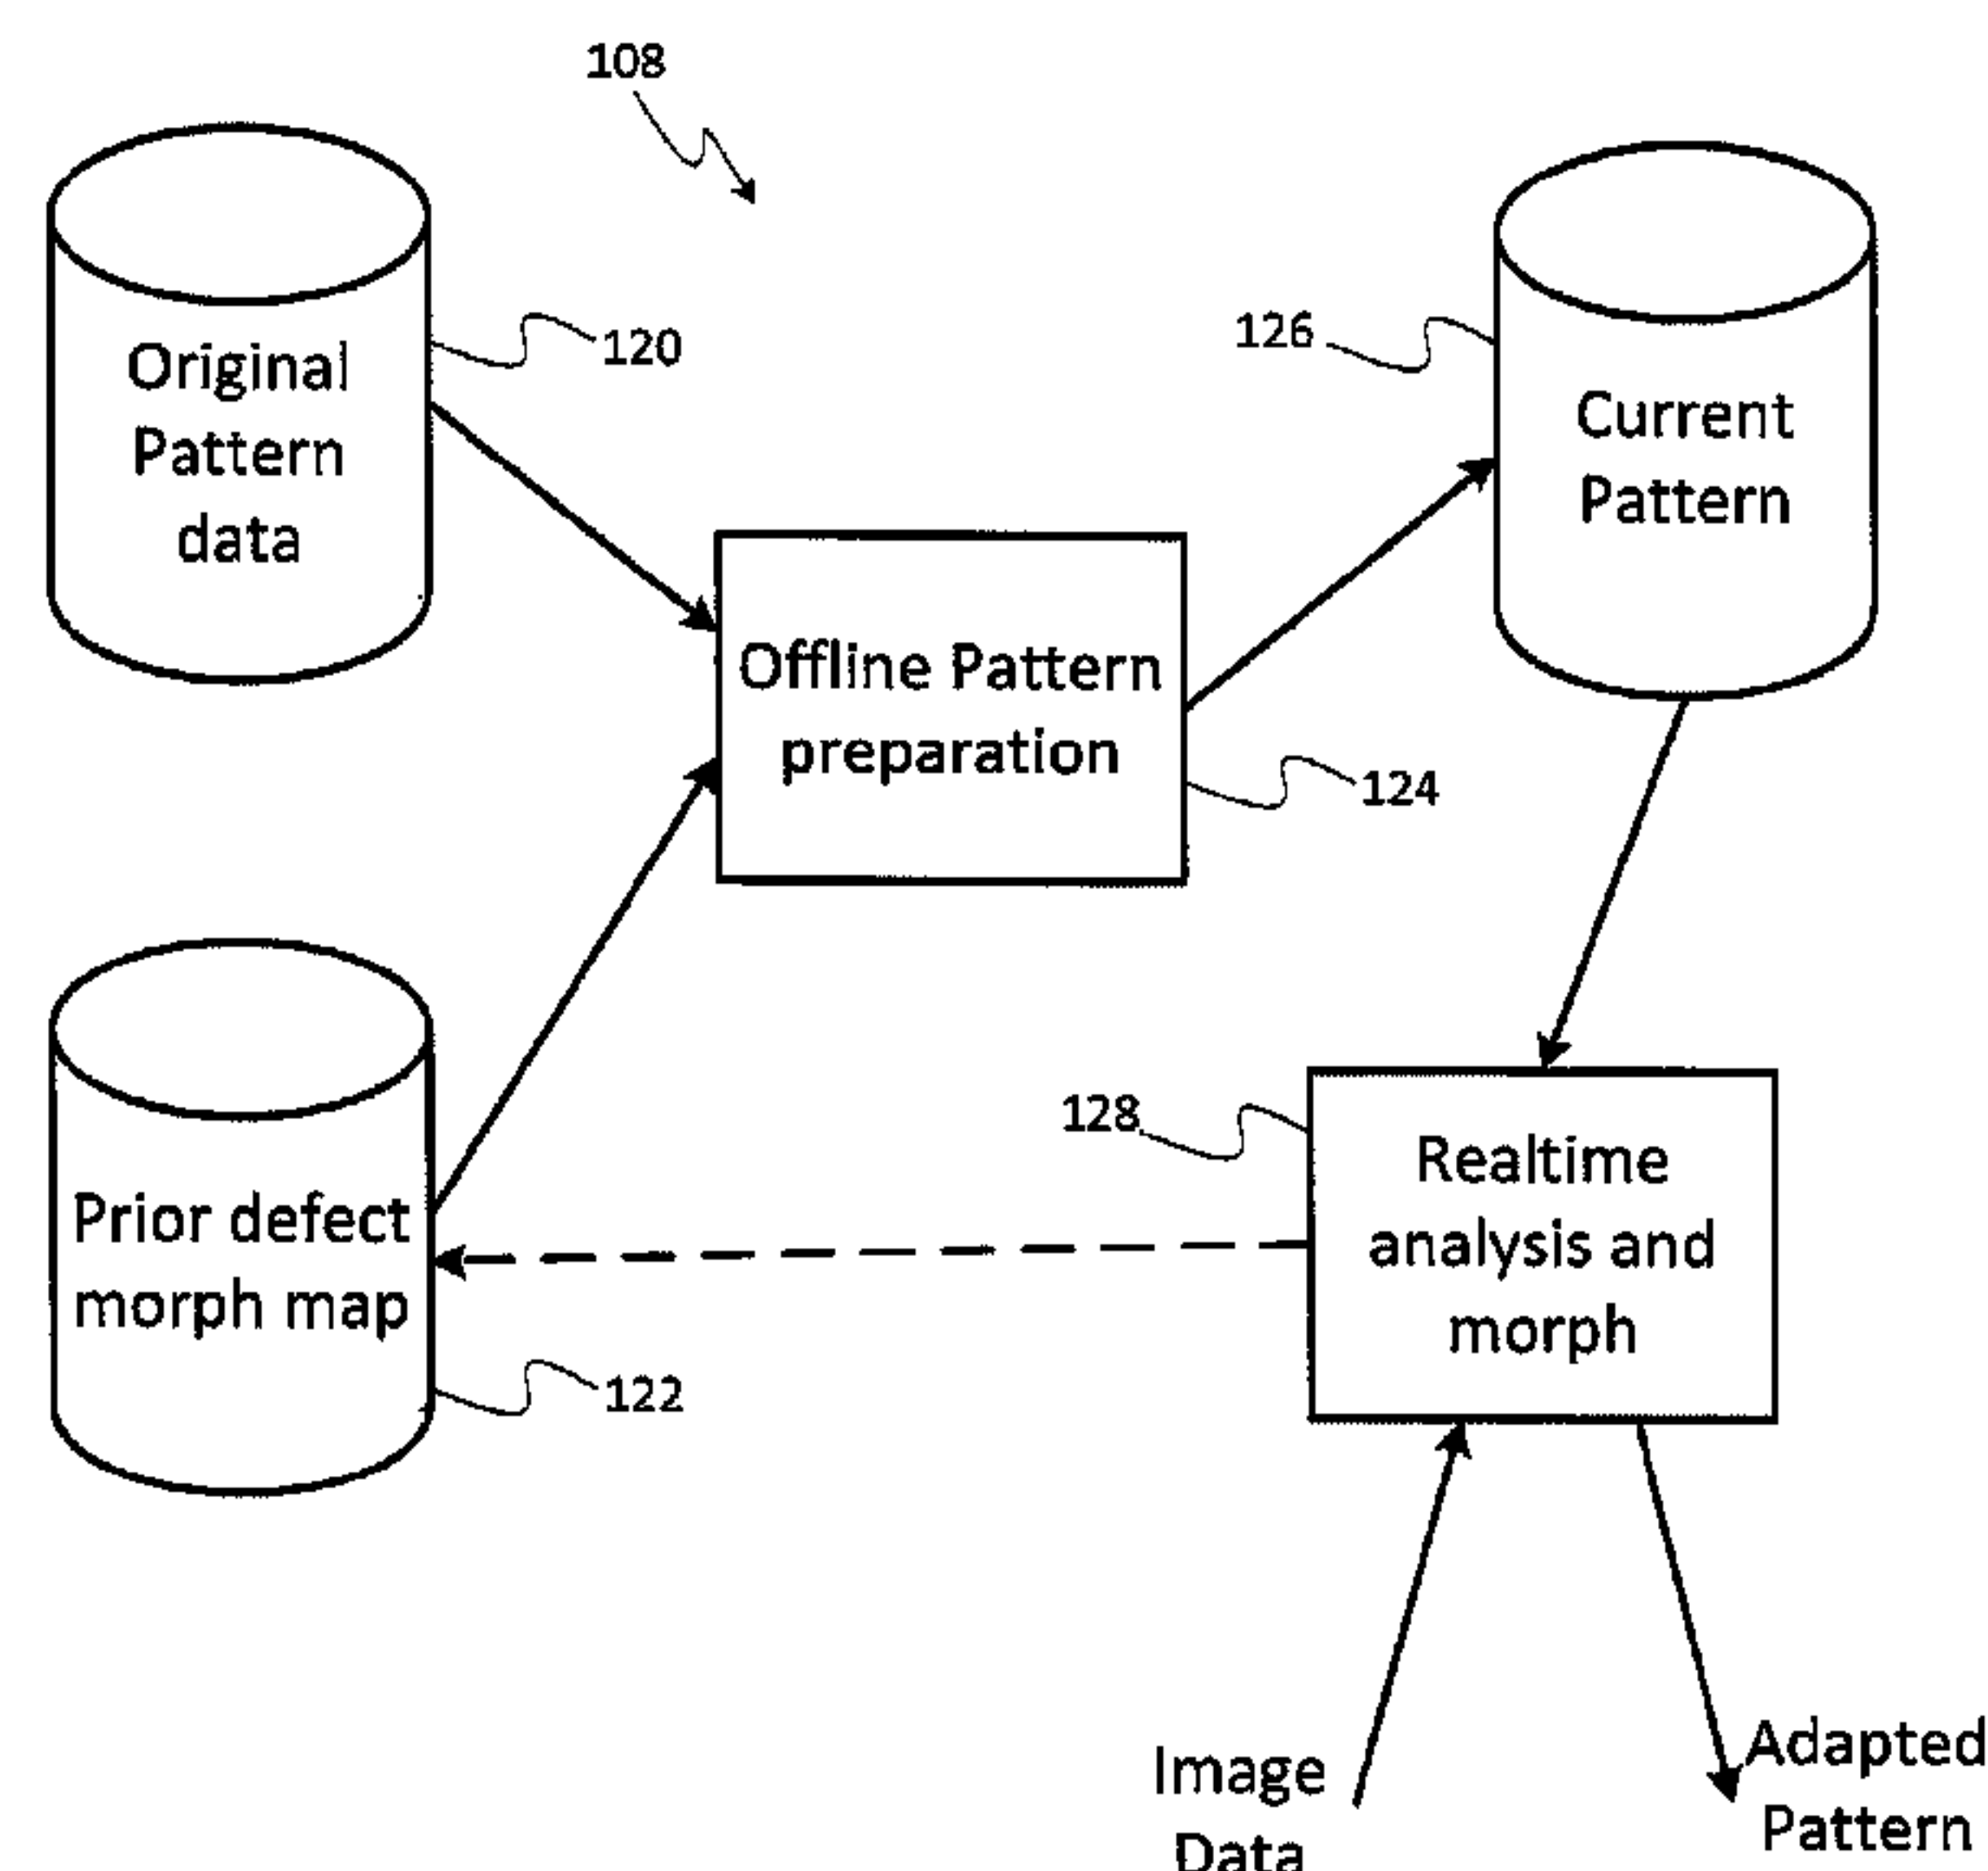 108
Original
Pattern
data
120
126
Current
Pattern
Offline Pattern
preparation
124
Prior defect
morph map
122
128
Realtime
analysis and
morph
Image
Data
Adapted
Pattern